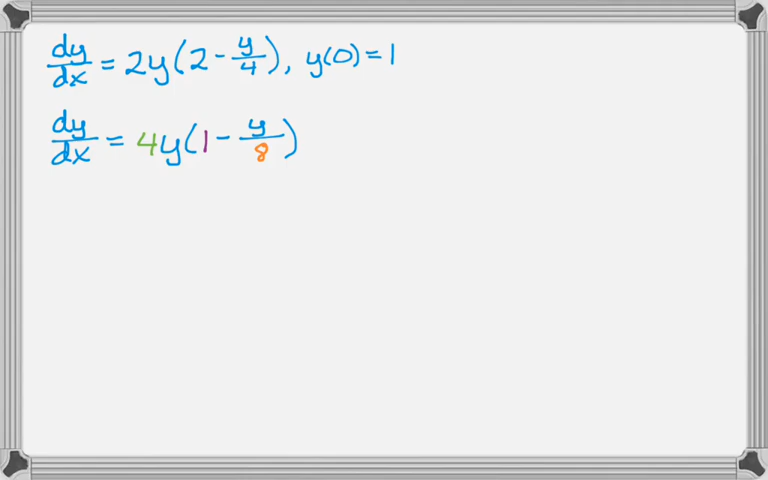 dy/dx = 2y(2 - y/4), y(0) = 1
dy/dx = 4y(1 - y/8)